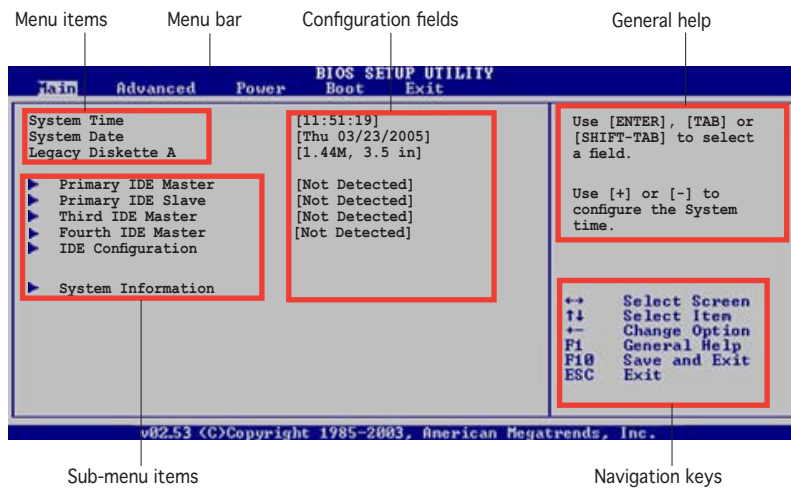 Menu items Menu bar Configuration fields General help
BIOS SETUP UTILITY
Main Advanced Power Boot Exit
System Time [11:51:19]
System Date [Thu 03/23/2005]
Legacy Diskette A [1.44M, 3.5 in]
Primary IDE Master [Not Detected]
Primary IDE Slave [Not Detected]
Third IDE Master [Not Detected]
Fourth IDE Master [Not Detected]
IDE Configuration
System Information
Use [ENTER], [TAB] or
[SHIFT-TAB] to select
a field.
Use [+] or [-] to
configure the System
time.
↔ Select Screen
↑↓ Select Item
+- Change Option
F1 General Help
F10 Save and Exit
ESC Exit
v02.53 (C)Copyright 1985-2003, American Megatrends, Inc.
Sub-menu items Navigation keys